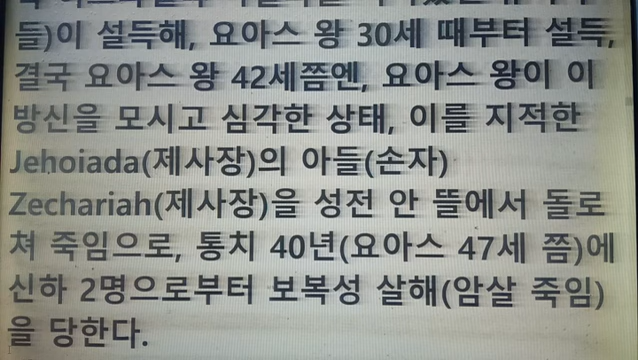 들)이 설득해, 요아스 왕 30세 때부터 설득,
결국 요아스 왕 42세쯤엔, 요아스 왕이 이
방신을 모시고 심각한 상태, 이를 지적한
Jehoiada(제사장)의 아들(손자)
Zechariah(제사장)을 성전 안 뜰에서 돌로
쳐 죽임으로, 통치 40년(요아스 47세 쯤)에
신하 2명으로부터 보복성 살해(암살 죽임)
을 당한다.